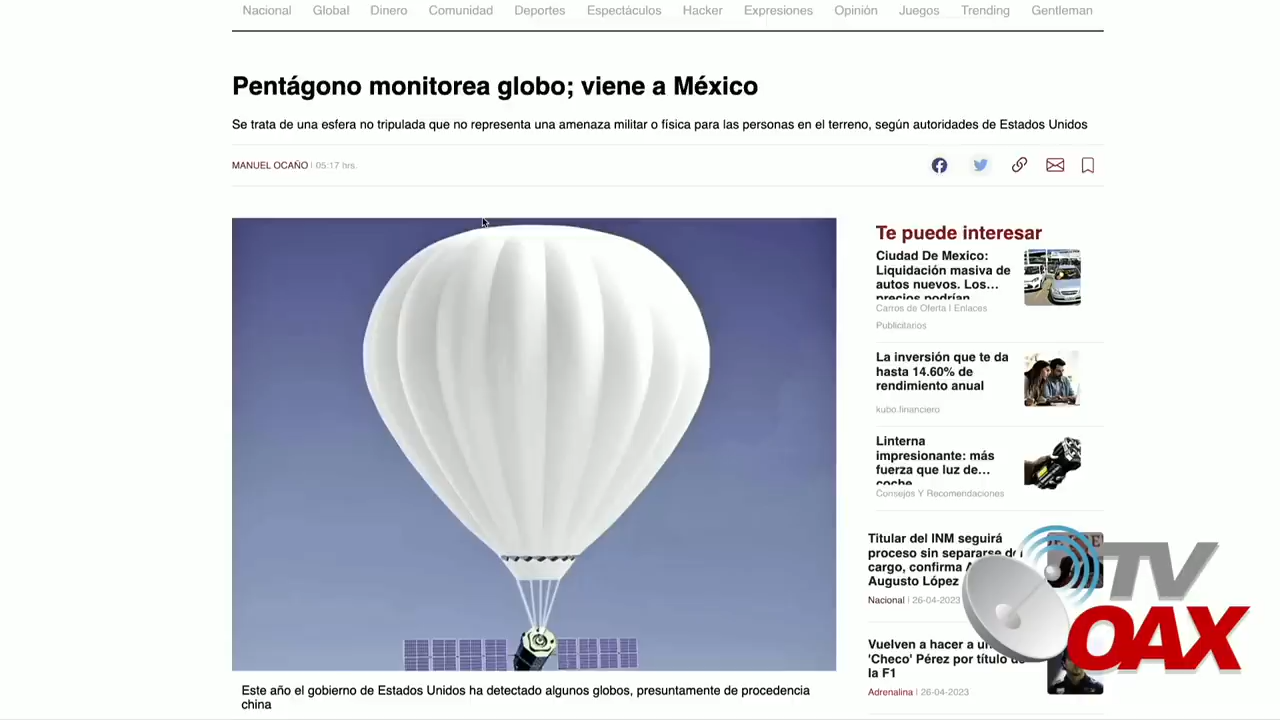 Nacional Global Dinero Comunidad Deportes Espectáculos Hacker Expresiones Opinión Juegos Trending Gentleman
Pentágono monitorea globo; viene a México
Se trata de una esfera no tripulada que no representa una amenaza militar o física para las personas en el terreno, según autoridades de Estados Unidos
MANUEL OCAÑO | 05:17 hrs.
Este año el gobierno de Estados Unidos ha detectado algunos globos, presuntamente de procedencia
china
Te puede interesar
Ciudad De Mexico:
Liquidación masiva de
autos nuevos. Los...
precios podrían
Carros de Oferta | Enlaces
Publicitarios
La inversión que te da
hasta 14.60% de
rendimiento anual
kubo.financiero
Linterna
impresionante: más
fuerza que luz de...
coche
Consejos Y Recomendaciones
Titular del INM seguirá
proceso sin separarse
cargo, confirma
Augusto López
Nacional | 26-04-2023
Vuelven a hacer a
'Checo' Pérez por título
la F1
Adrenalina | 26-04-2023
TV
OAX